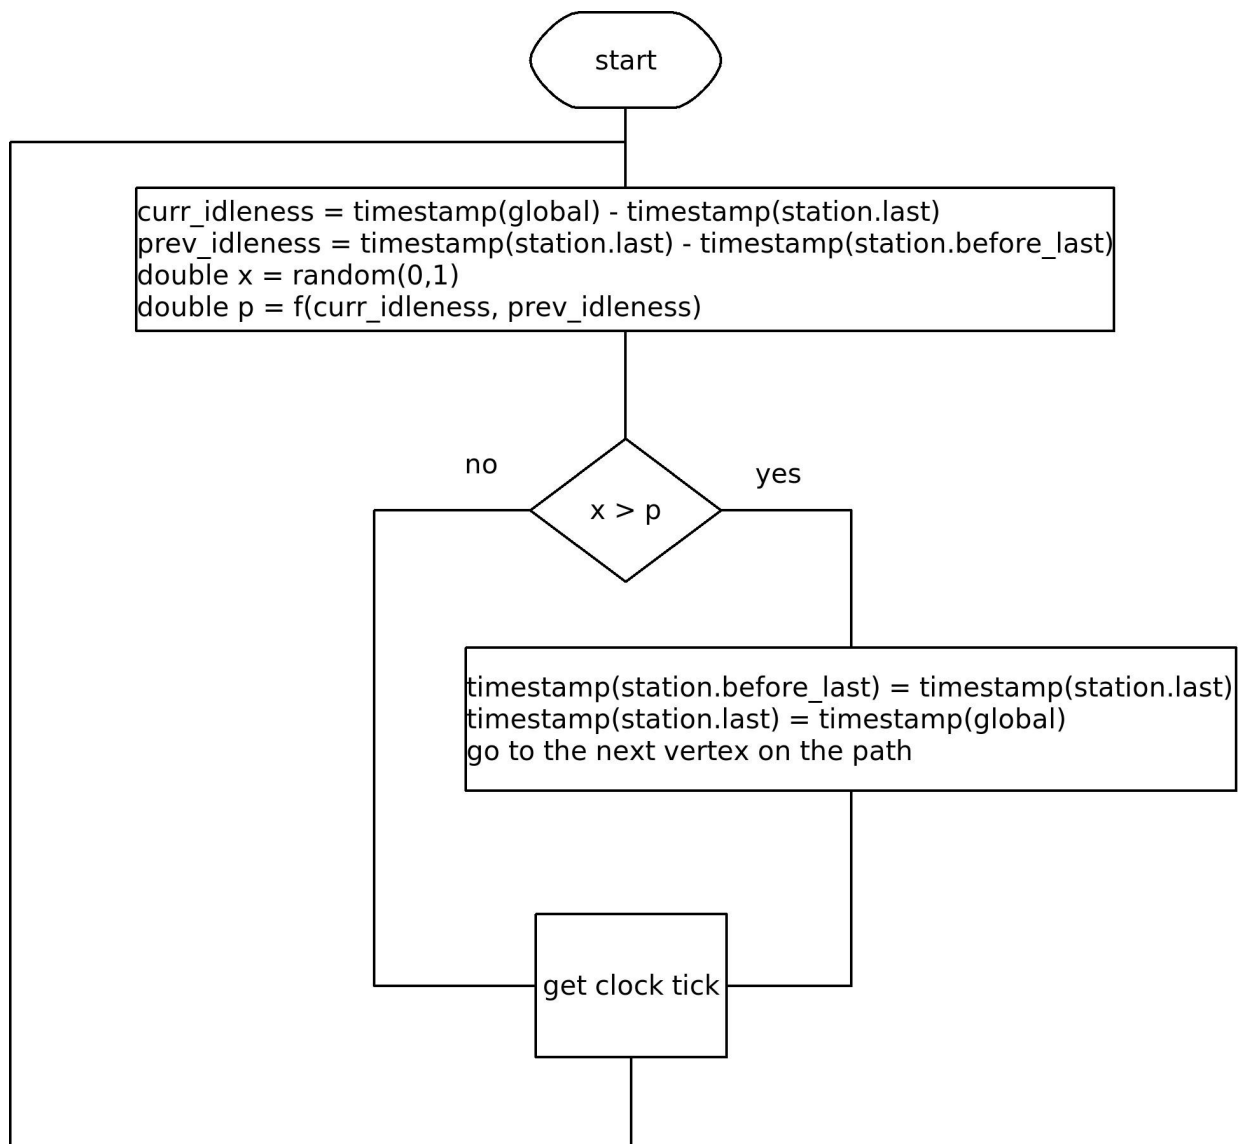 start
curr_idleness = timestamp(global) - timestamp(station.last)
prev_idleness = timestamp(station.last) - timestamp(station.before_last)
double x = random(0,1)
double p = f(curr_idleness, prev_idleness)
no
yes
x > p
timestamp(station.before_last) = timestamp(station.last)
timestamp(station.last) = timestamp(global)
go to the next vertex on the path
get clock tick